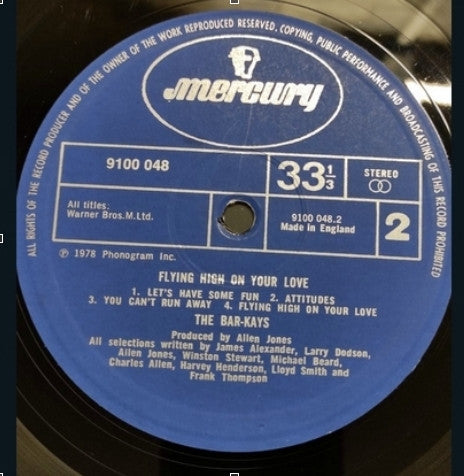 ALL RIGHTS OF THE RECORD PRODUCER AND OF THE OWNER OF THE WORK REPRODUCED RESERVED. COPYING, PUBLIC PERFORMANCE AND BROADCASTING OF THIS RECORD PROHIBITED
mercury
9100 048
33 1/3
STEREO
All titles:
Warner Bros.M.Ltd.
9100 048.2
Made in England
2
℗ 1978 Phonogram Inc.
FLYING HIGH ON YOUR LOVE
1. LET'S HAVE SOME FUN 2. ATTITUDES
3. YOU CAN'T RUN AWAY 4. FLYING HIGH ON YOUR LOVE
THE BAR-KAYS
Produced by Allen Jones
All selections written by James Alexander, Larry Dodson,
Allen Jones, Winston Stewart, Michael Beard,
Charles Allen, Harvey Henderson, Lloyd Smith and
Frank Thompson